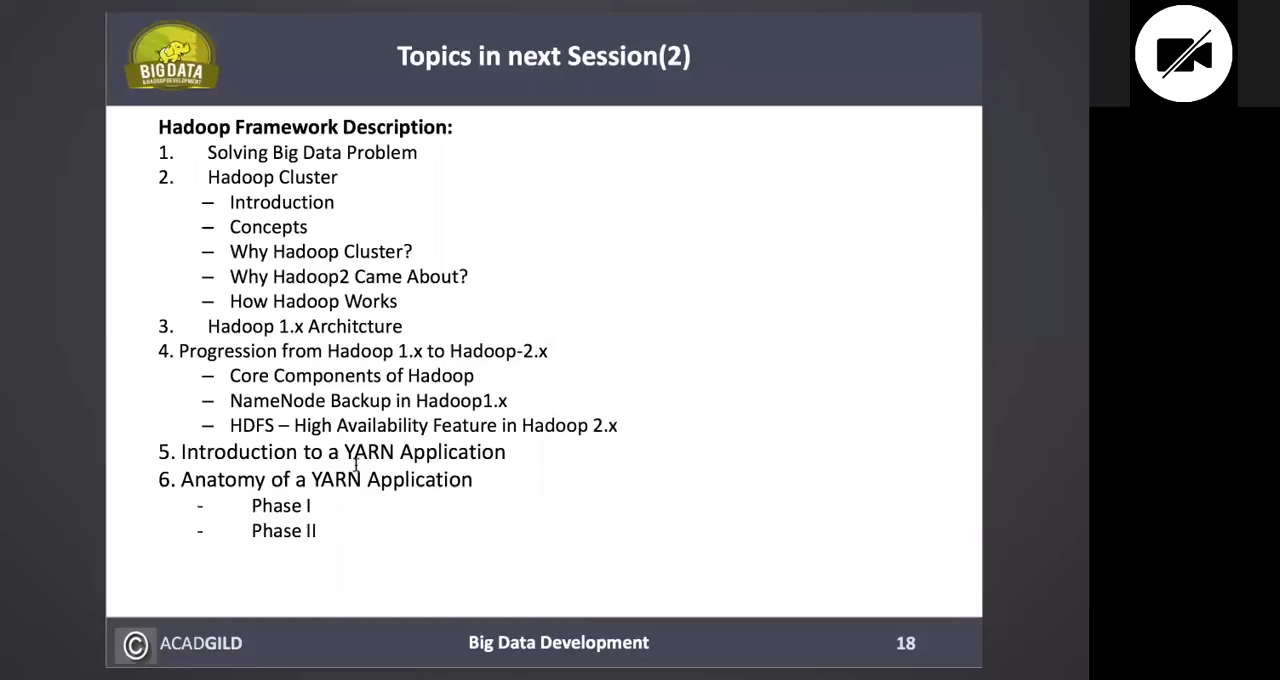 BIG DATA
& HADOOP DEVELOPMENT
Topics in next Session(2)
Hadoop Framework Description:
1. Solving Big Data Problem
2. Hadoop Cluster
– Introduction
– Concepts
– Why Hadoop Cluster?
– Why Hadoop2 Came About?
– How Hadoop Works
3. Hadoop 1.x Architcture
4. Progression from Hadoop 1.x to Hadoop-2.x
– Core Components of Hadoop
– NameNode Backup in Hadoop1.x
– HDFS – High Availability Feature in Hadoop 2.x
5. Introduction to a YARN Application
6. Anatomy of a YARN Application
- Phase I
- Phase II
© ACADGILD
Big Data Development
18